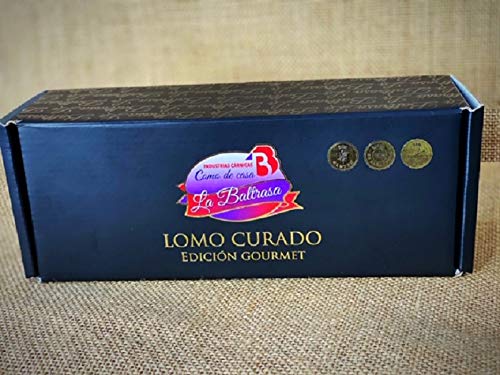 INDUSTRIAS CÁRNICAS
Como de casa
B
La Baltrasa
LOMO CURADO
EDICIÓN GOURMET